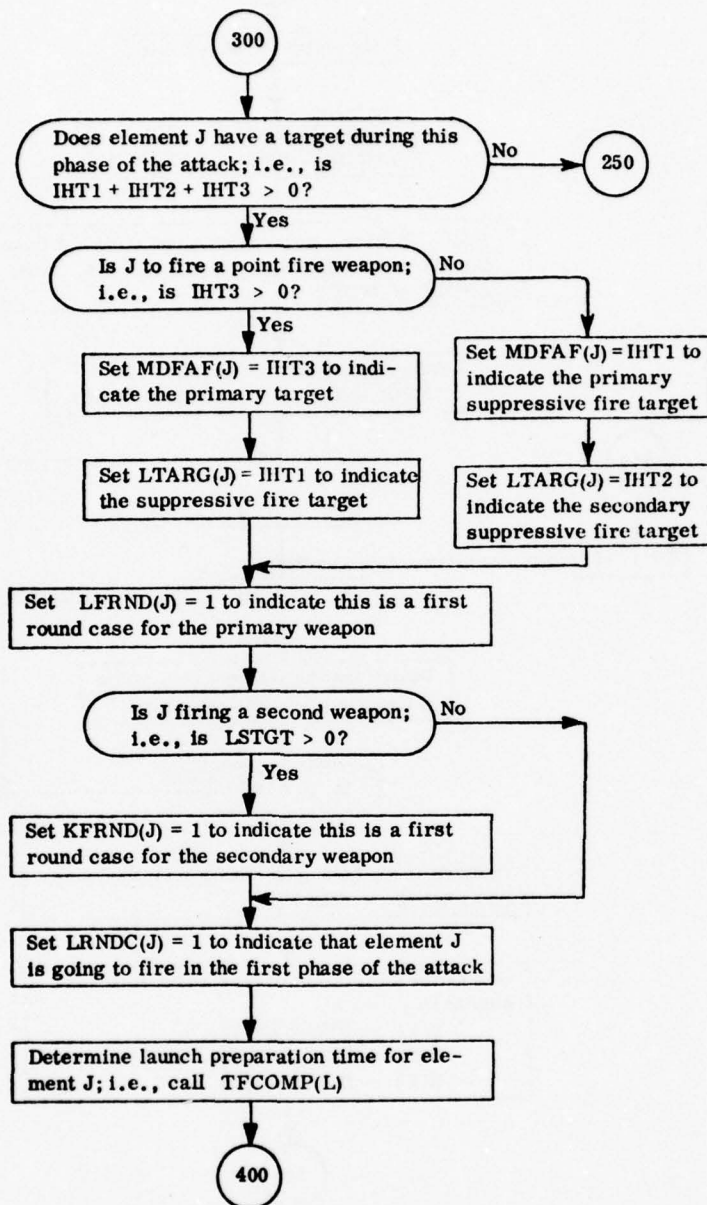 300
Does element J have a target during this
phase of the attack; i.e., is
IHT1 + IHT2 + IHT3 > 0?
No
250
Yes
Is J to fire a point fire weapon;
i.e., is IHT3 > 0?
No
Yes
Set MDFAF(J) = IHT3 to indi-
cate the primary target
Set MDFAF(J) = IHT1 to
indicate the primary
suppressive fire target
Set LTARG(J) = IHT1 to indicate
the suppressive fire target
Set LTARG(J) = IHT2 to
indicate the secondary
suppressive fire target
Set LFRND(J) = 1 to indicate this is a first
round case for the primary weapon
Is J firing a second weapon;
i.e., is LSTGT > 0?
No
Yes
Set KFRND(J) = 1 to indicate this is a first
round case for the secondary weapon
Set LRNDC(J) = 1 to indicate that element J
is going to fire in the first phase of the attack
Determine launch preparation time for ele-
ment J; i.e., call TFCOMP(L)
400